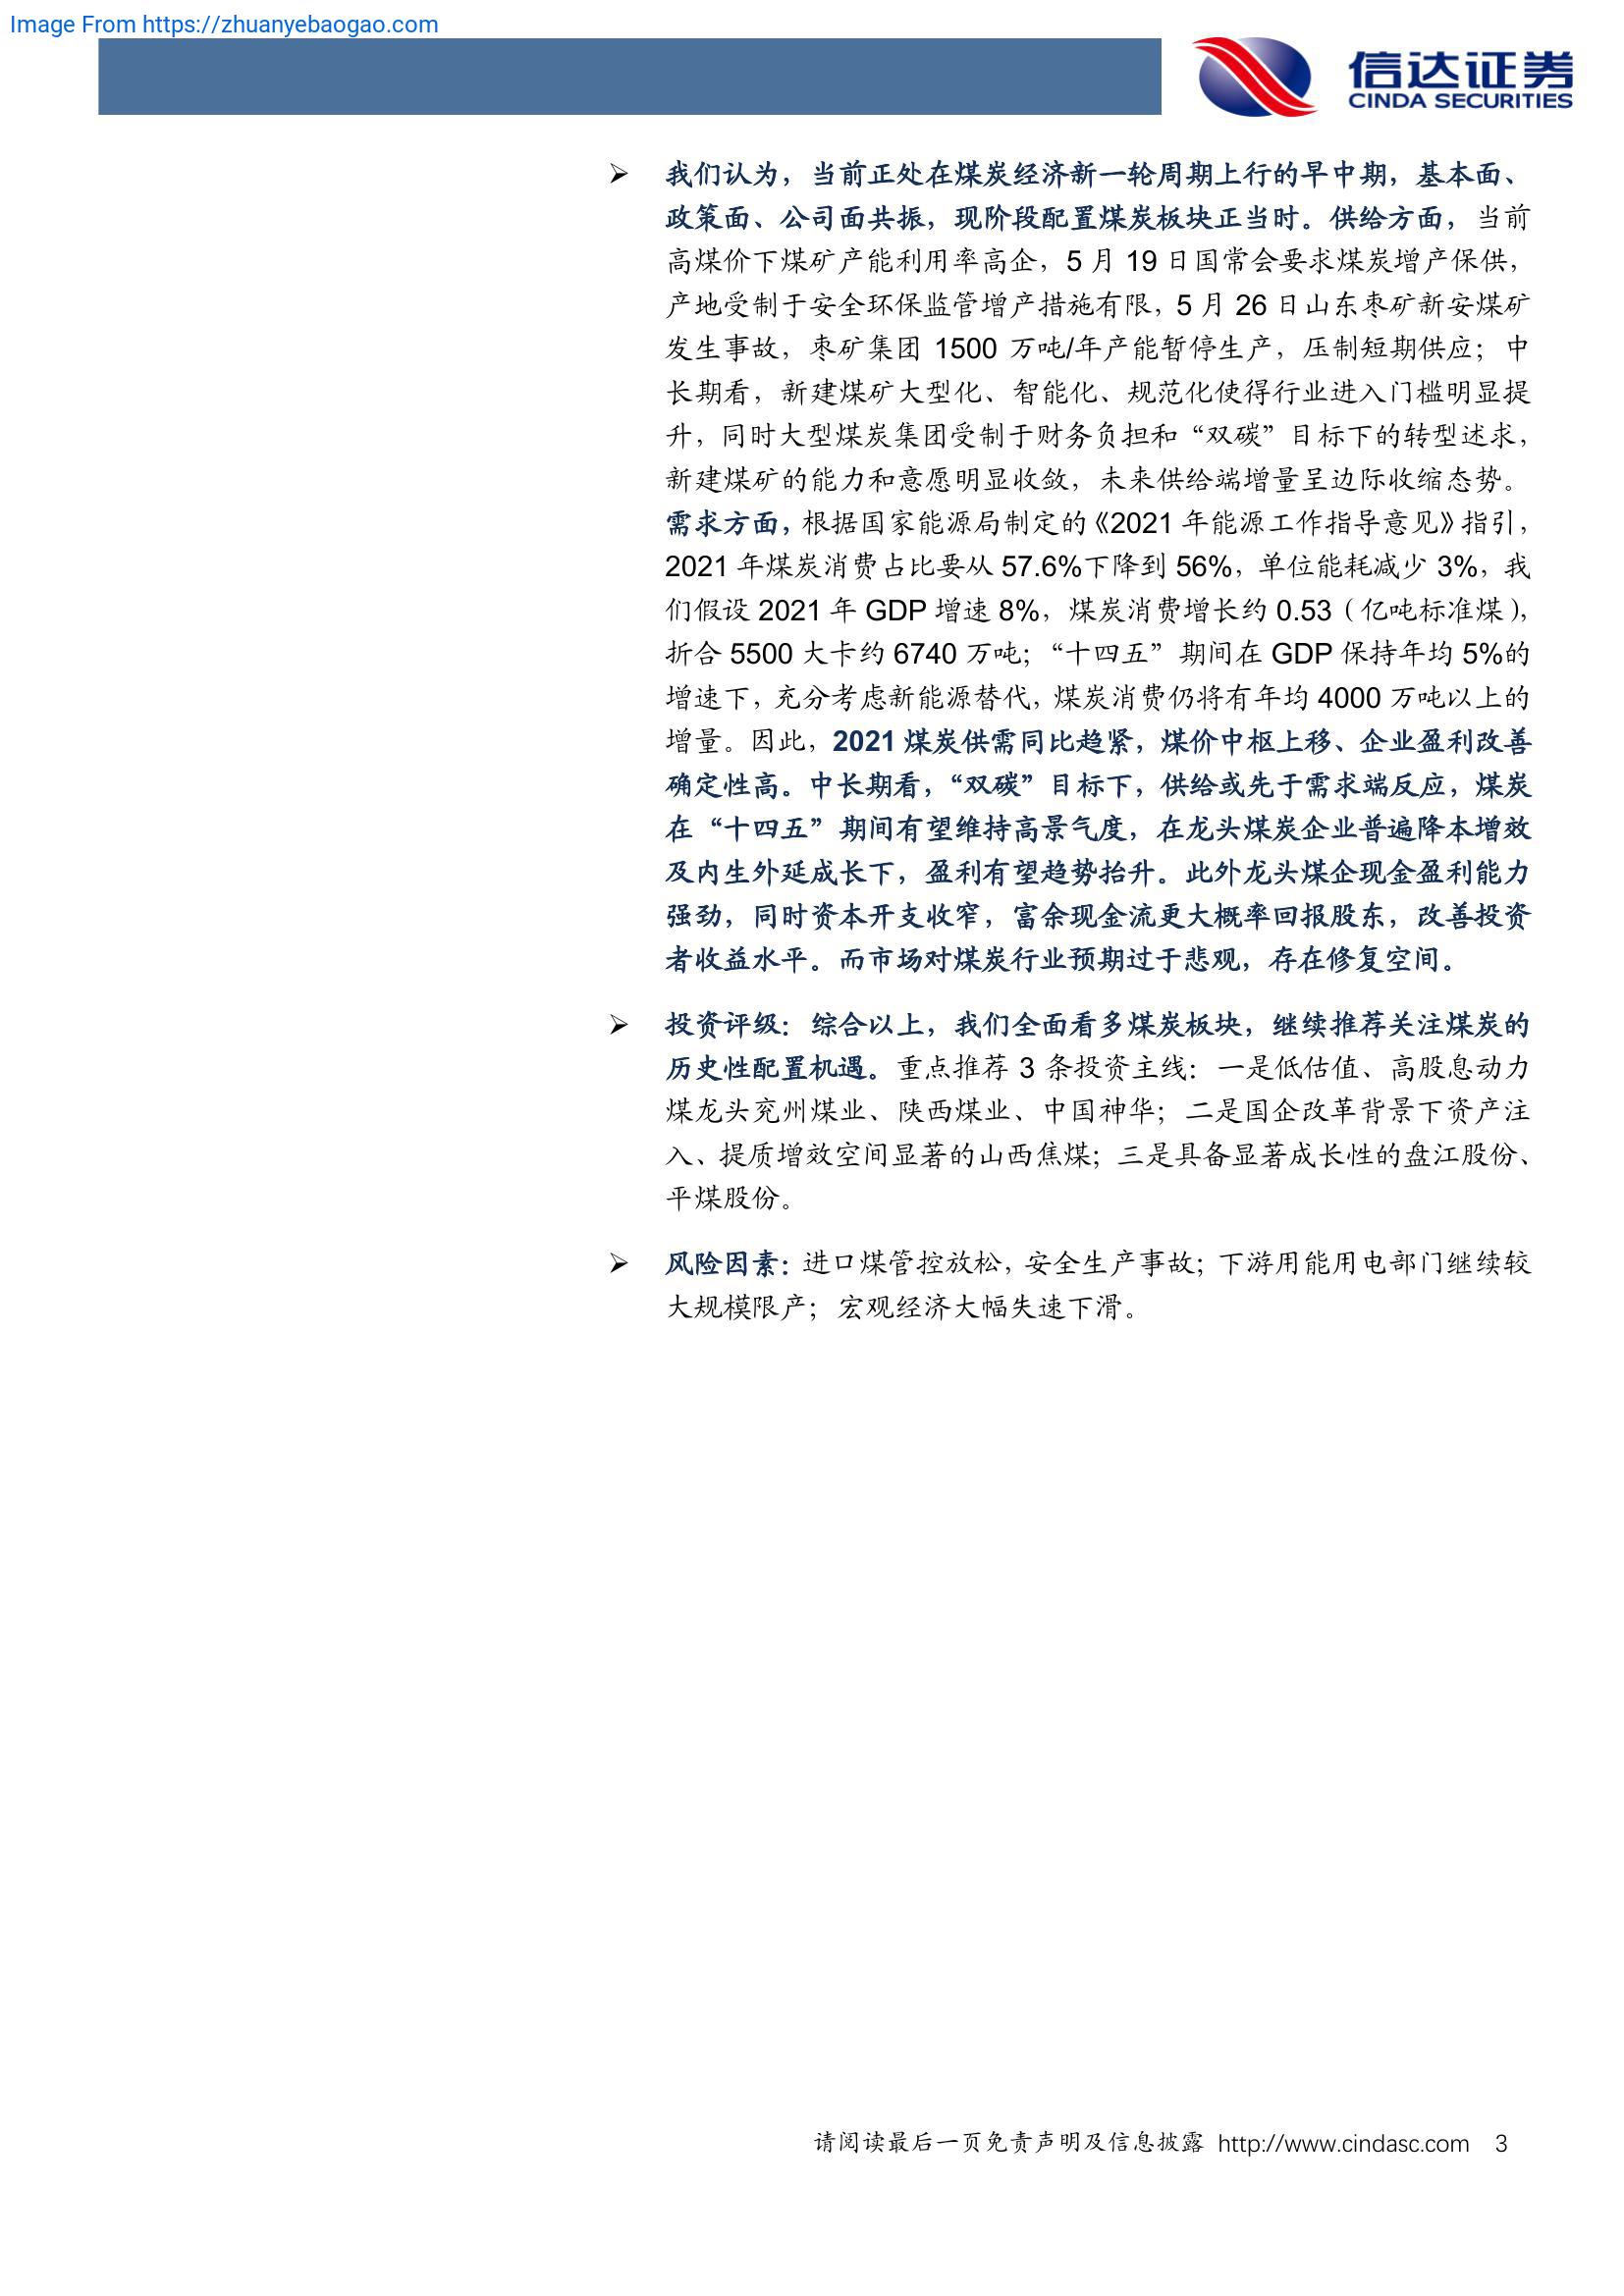 Image From https://zhuanyebaogao.com
信达证券
CINDA SECURITIES
➢ 我们认为，当前正处在煤炭经济新一轮周期上行的早中期，基本面、
政策面、公司面共振，现阶段配置煤炭板块正当时。供给方面，当前
高煤价下煤矿产能利用率高企，5 月 19 日国常会要求煤炭增产保供，
产地受制于安全环保监管增产措施有限，5 月 26 日山东枣矿新安煤矿
发生事故，枣矿集团 1500 万吨/年产能暂停生产，压制短期供应；中
长期看，新建煤矿大型化、智能化、规范化使得行业进入门槛明显提
升，同时大型煤炭集团受制于财务负担和“双碳”目标下的转型述求，
新建煤矿的能力和意愿明显收敛，未来供给端增量呈边际收缩态势。
需求方面，根据国家能源局制定的《2021 年能源工作指导意见》指引，
2021 年煤炭消费占比要从 57.6%下降到 56%，单位能耗减少 3%，我
们假设 2021 年 GDP 增速 8%，煤炭消费增长约 0.53（亿吨标准煤），
折合 5500 大卡约 6740 万吨；“十四五”期间在 GDP 保持年均 5%的
增速下，充分考虑新能源替代，煤炭消费仍将有年均 4000 万吨以上的
增量。因此，2021 煤炭供需同比趋紧，煤价中枢上移、企业盈利改善
确定性高。中长期看，“双碳”目标下，供给或先于需求端反应，煤炭
在“十四五”期间有望维持高景气度，在龙头煤炭企业普遍降本增效
及内生外延成长下，盈利有望趋势抬升。此外龙头煤企现金盈利能力
强劲，同时资本开支收窄，富余现金流更大概率回报股东，改善投资
者收益水平。而市场对煤炭行业预期过于悲观，存在修复空间。
➢ 投资评级：综合以上，我们全面看多煤炭板块，继续推荐关注煤炭的
历史性配置机遇。重点推荐 3 条投资主线：一是低估值、高股息动力
煤龙头兖州煤业、陕西煤业、中国神华；二是国企改革背景下资产注
入、提质增效空间显著的山西焦煤；三是具备显著成长性的盘江股份、
平煤股份。
➢ 风险因素：进口煤管控放松，安全生产事故；下游用能用电部门继续较
大规模限产；宏观经济大幅失速下滑。
请阅读最后一页免责声明及信息披露 http://www.cindasc.com 3